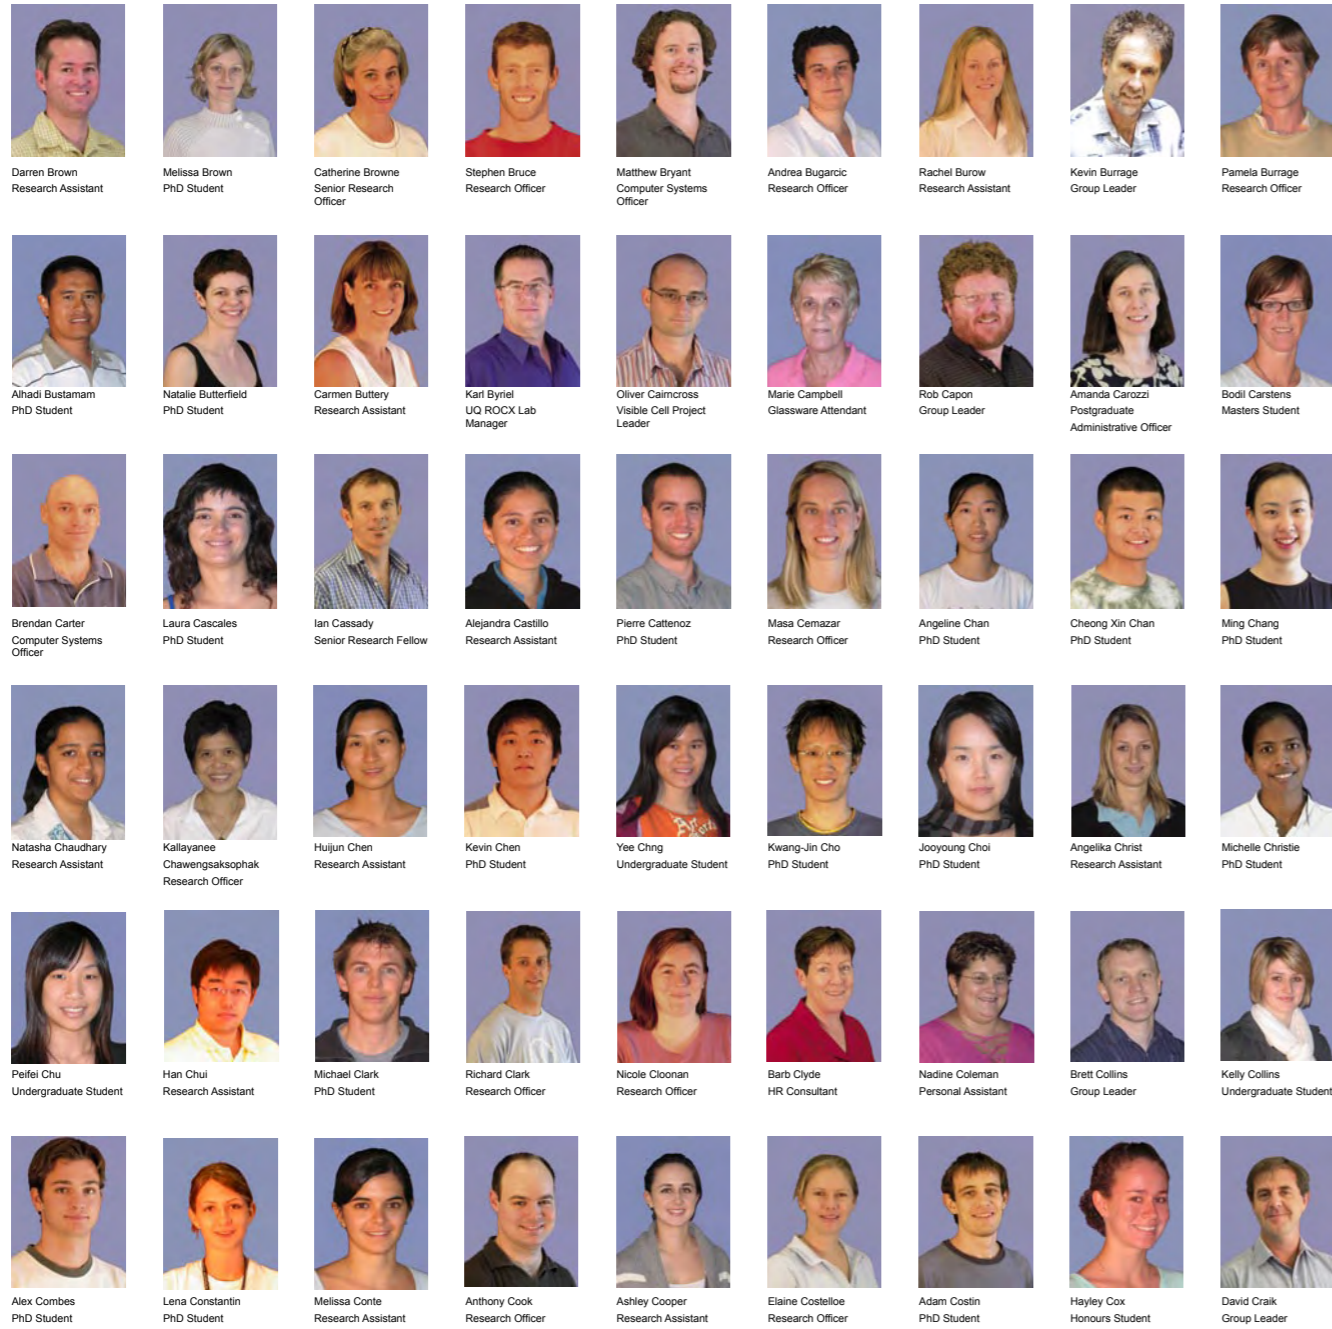 Darren Brown
Research Assistant
Melissa Brown
PhD Student
Catherine Browne
Senior Research
Officer
Stephen Bruce
Research Officer
Matthew Bryant
Computer Systems
Officer
Andrea Bugarcic
Research Officer
Rachel Burow
Research Assistant
Kevin Burrage
Group Leader
Pamela Burrage
Research Officer
Alhadi Bustamam
PhD Student
Natalie Butterfield
PhD Student
Carmen Buttery
Research Assistant
Karl Byriel
UQ ROCX Lab
Manager
Oliver Cairncross
Visible Cell Project
Leader
Marie Campbell
Glassware Attendant
Rob Capon
Group Leader
Amanda Carozzi
Postgraduate
Administrative Officer
Bodil Carstens
Masters Student
Brendan Carter
Computer Systems
Officer
Laura Cascales
PhD Student
Ian Cassady
Senior Research Fellow
Alejandra Castillo
Research Assistant
Pierre Cattenoz
PhD Student
Masa Cemazar
Research Officer
Angeline Chan
PhD Student
Cheong Xin Chan
PhD Student
Ming Chang
PhD Student
Natasha Chaudhary
Research Assistant
Kallayanee
Chawengsaksophak
Research Officer
Huijun Chen
Research Assistant
Kevin Chen
PhD Student
Yee Chng
Undergraduate Student
Kwang-Jin Cho
PhD Student
Jooyoung Choi
PhD Student
Angelika Christ
Research Assistant
Michelle Christie
PhD Student
Peifei Chu
Undergraduate Student
Han Chui
Research Assistant
Michael Clark
PhD Student
Richard Clark
Research Officer
Nicole Cloonan
Research Officer
Barb Clyde
HR Consultant
Nadine Coleman
Personal Assistant
Brett Collins
Group Leader
Kelly Collins
Undergraduate Student
Alex Combes
PhD Student
Lena Constantin
PhD Student
Melissa Conte
Research Assistant
Anthony Cook
Research Officer
Ashley Cooper
Research Assistant
Elaine Costelloe
Research Officer
Adam Costin
PhD Student
Hayley Cox
Honours Student
David Craik
Group Leader